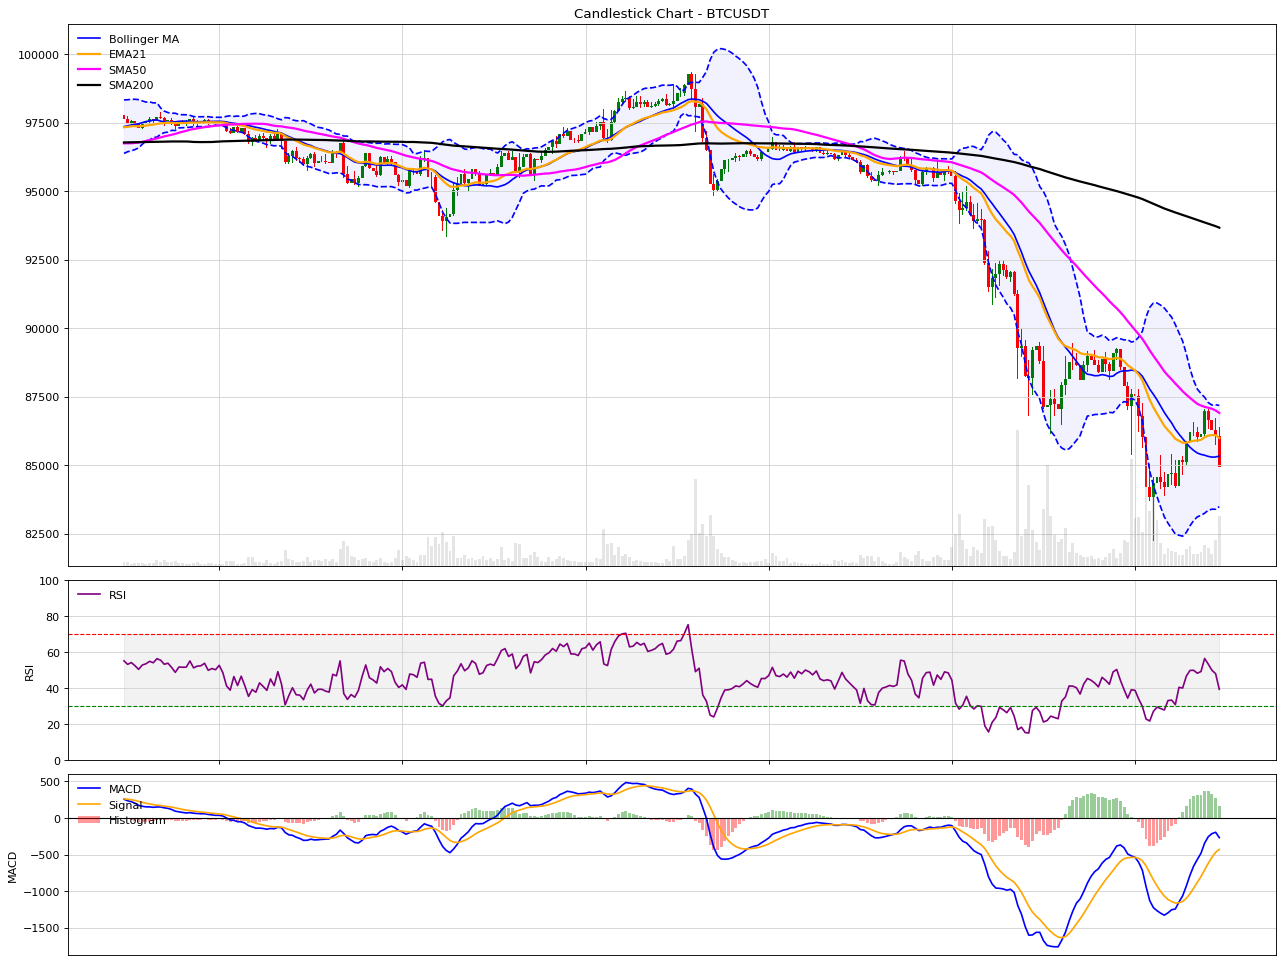 Candlestick Chart - BTCUSDT
Bollinger MA
EMA21
SMA50
SMA200
100000
97500
95000
92500
90000
87500
85000
82500
RSI
RSI
100
80
60
40
20
0
MACD
Signal
Histogram
MACD
500
0
−500
−1000
−1500